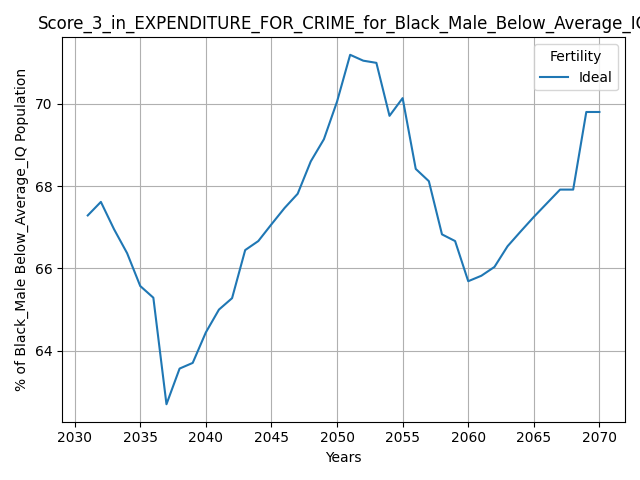 Score_3_in_EXPENDITURE_FOR_CRIME_for_Black_Male_Below_Average_IQ
Fertility
Ideal
% of Black_Male Below_Average_IQ Population
70
68
66
64
2030 2035 2040 2045 2050 2055 2060 2065 2070
Years